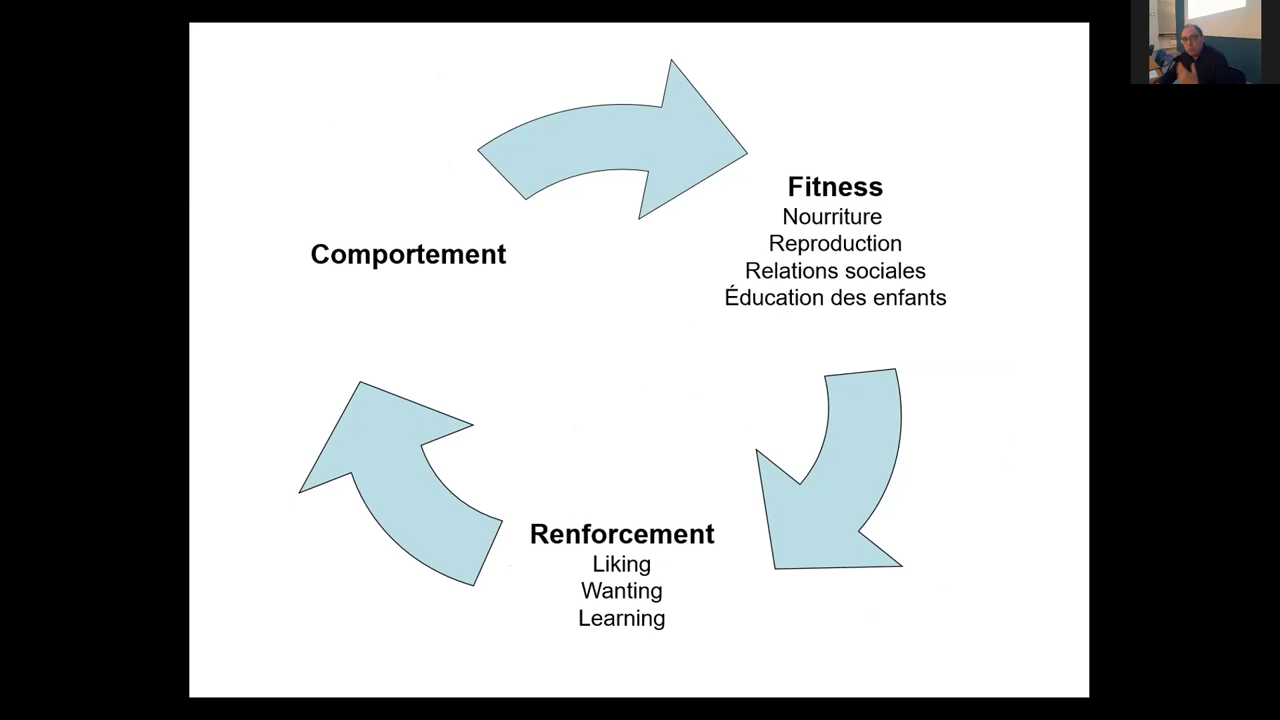 Fitness
Nourriture
Reproduction
Relations sociales
Éducation des enfants
Comportement
Renforcement
Liking
Wanting
Learning